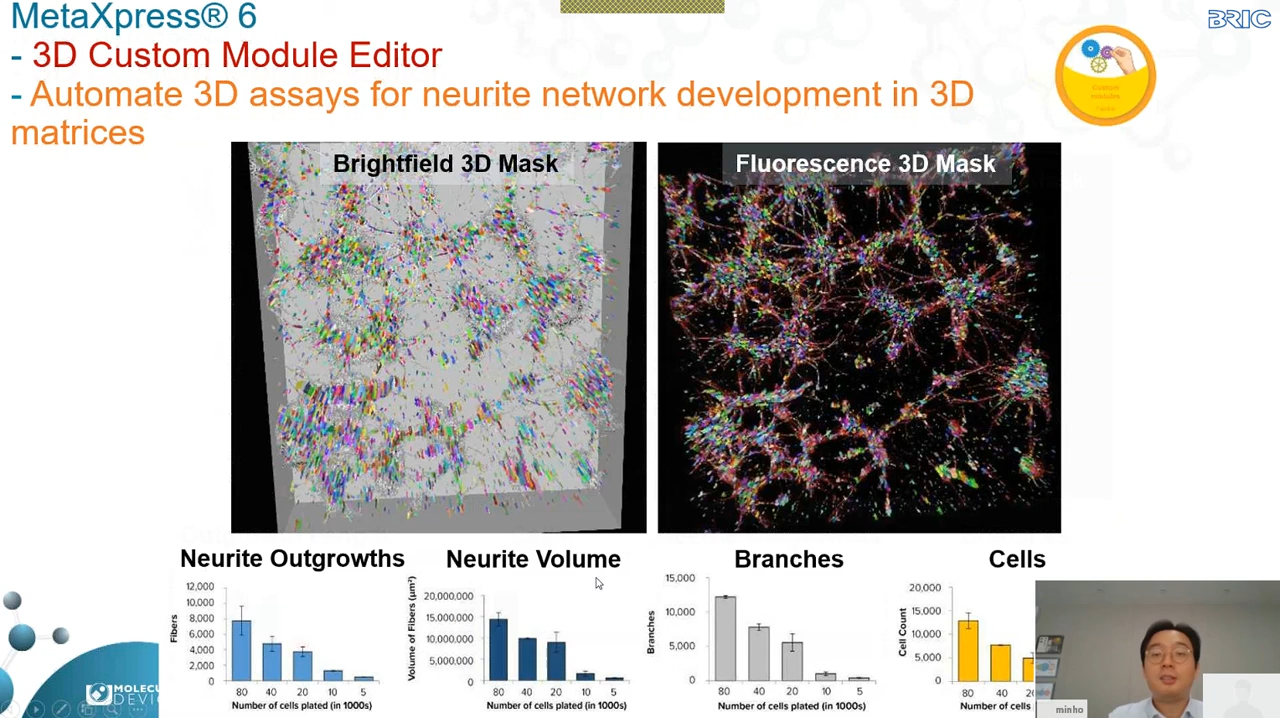 MetaXpress® 6
BRIC
- 3D Custom Module Editor
- Automate 3D assays for neurite network development in 3D
matrices
Custom
modules
Brightfield 3D Mask
Fluorescence 3D Mask
Neurite Outgrowths
Neurite Volume
Branches
Cells
Fibers
12,000
10,000
8,000
6,000
4,000
2,000
0
80 40 20 10 5
Number of cells plated (in 1000s)
Volume of Fibers (µm³)
20,000,000
15,000,000
10,000,000
5,000,000
0
80 40 20 10 5
Number of cells plated (in 1000s)
Branches
15,000
10,000
5,000
0
80 40 20 10 5
Number of cells plated (in 1000s)
Cell Count
20,000
15,000
10,000
5,000
0
80 40
Number of cells
MOLECU
DEVI
minho